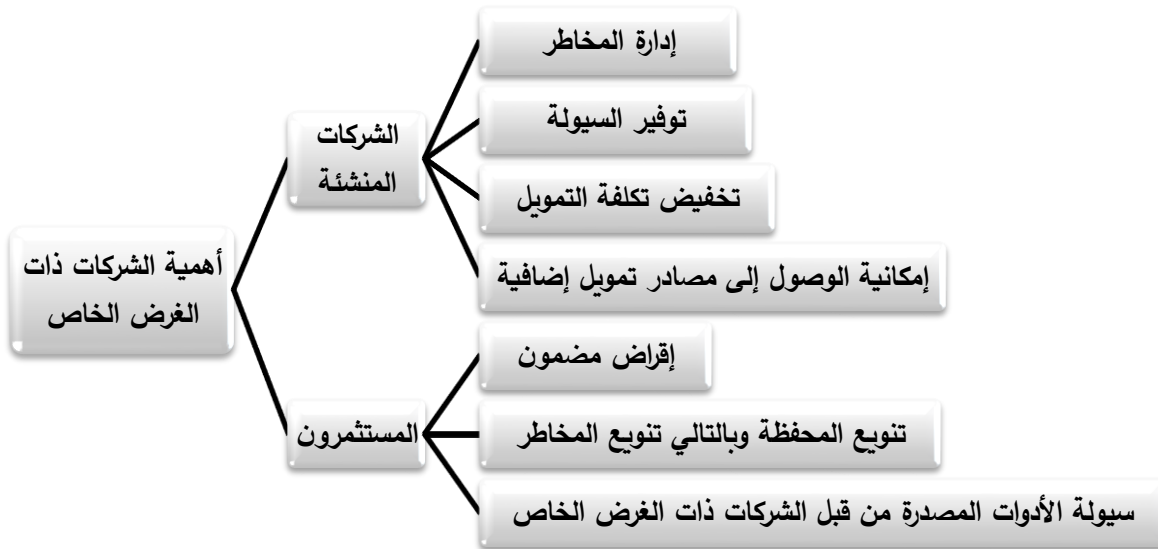 أهمية الشركات ذات
الغرض الخاص
الشركات
المنشئة
إدارة المخاطر
توفير السيولة
تخفيض تكلفة التمويل
إمكانية الوصول إلى مصادر تمويل إضافية
المستثمرون
إقراض مضمون
تنويع المحفظة وبالتالي تنويع المخاطر
سيولة الأدوات المصدرة من قبل الشركات ذات الغرض الخاص